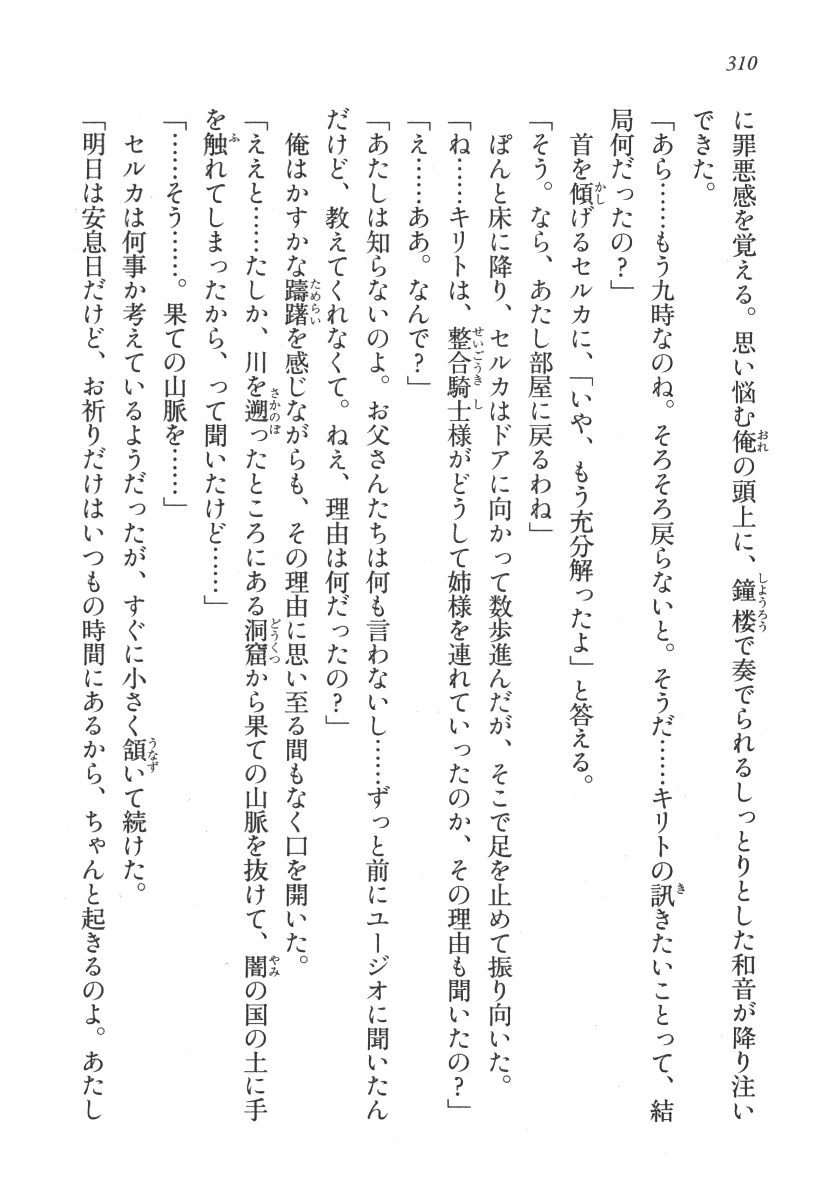 310
に罪悪感を覚える。思い悩む俺の頭上に、鐘楼で奏でられるしっとりとした和音が降り注い
できた。
「あら……もう九時なのね。そろそろ戻らないと。そうだ……キリトの訊きたいことって、結
局何だったの？」
首を傾げるセルカに、「いや、もう充分解ったよ」と答える。
「そう。なら、あたし部屋に戻るわね」
ぽんと床に降り、セルカはドアに向かって数歩進んだが、そこで足を止めて振り向いた。
「ね……キリトは、整合騎士様がどうして姉様を連れていったのか、その理由も聞いたの？」
「え……ああ。なんで？」
「あたしは知らないのよ。お父さんたちは何も言わないし……ずっと前にユージオに聞いたん
だけど、教えてくれなくて。ねえ、理由は何だったの？」
俺はかすかな躊躇を感じながらも、その理由に思い至る間もなく口を開いた。
「ええと……たしか、川を遡ったところにある洞窟から果ての山脈を抜けて、闇の国の土に手
を触れてしまったから、って聞いたけど……」
「……そう……。果ての山脈を……」
セルカは何事か考えているようだったが、すぐに小さく頷いて続けた。
「明日は安息日だけど、お祈りだけはいつもの時間にあるから、ちゃんと起きるのよ。あたし